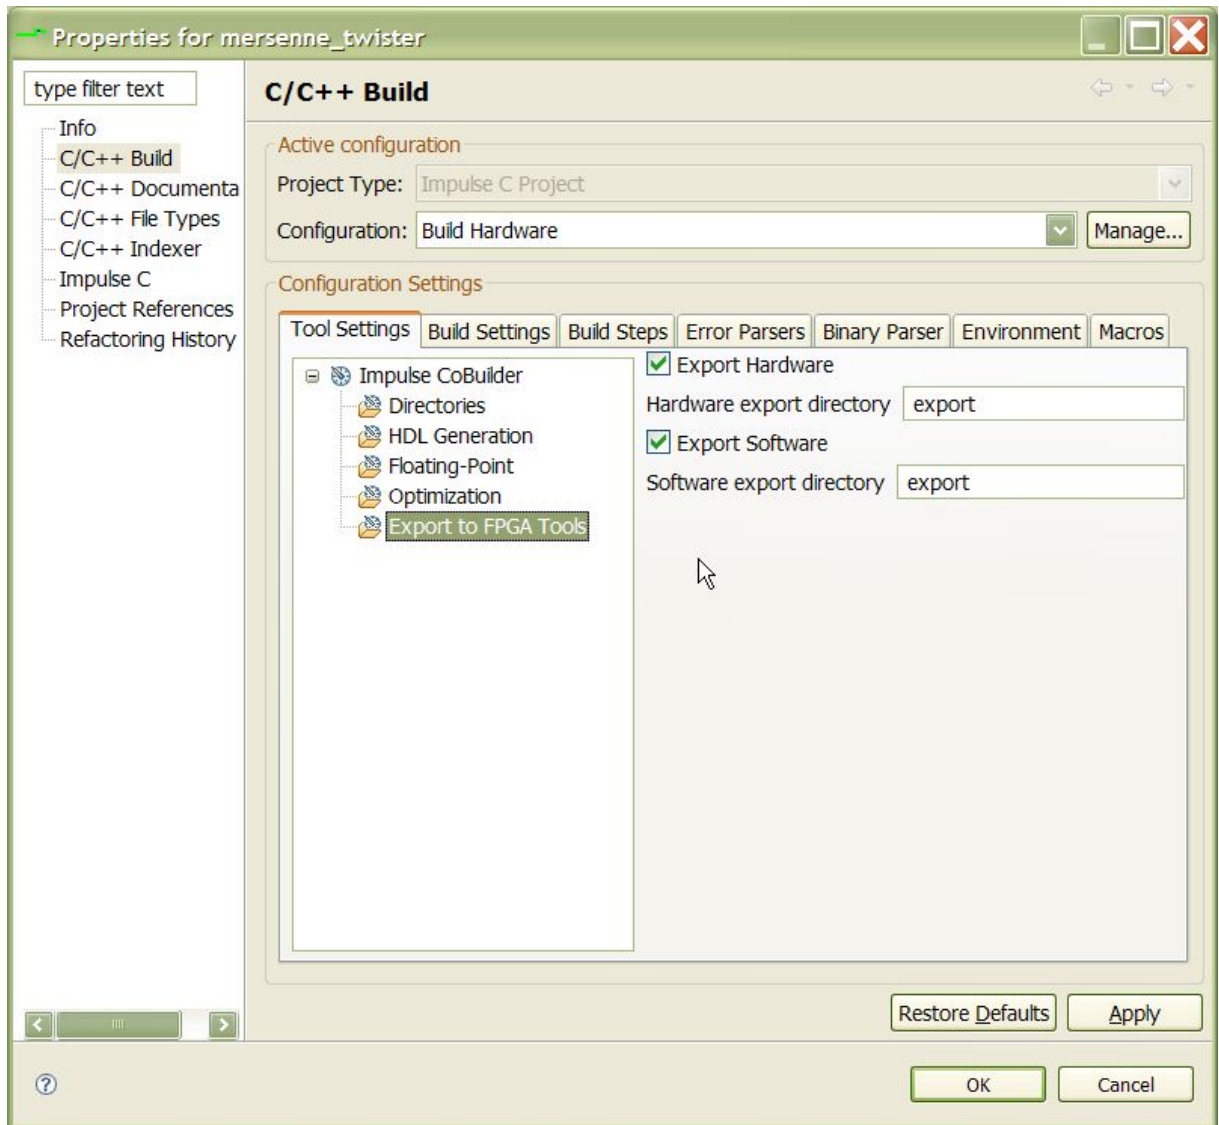 Properties for mersenne_twister
type filter text
Info
C/C++ Build
C/C++ Documenta
C/C++ File Types
C/C++ Indexer
Impulse C
Project References
Refactoring History
C/C++ Build
Active configuration
Project Type: Impulse C Project
Configuration: Build Hardware Manage...
Configuration Settings
Tool Settings Build Settings Build Steps Error Parsers Binary Parser Environment Macros
Impulse CoBuilder
Directories
HDL Generation
Floating-Point
Optimization
Export to FPGA Tools
Export Hardware
Hardware export directory export
Export Software
Software export directory export
Restore Defaults Apply
? OK Cancel